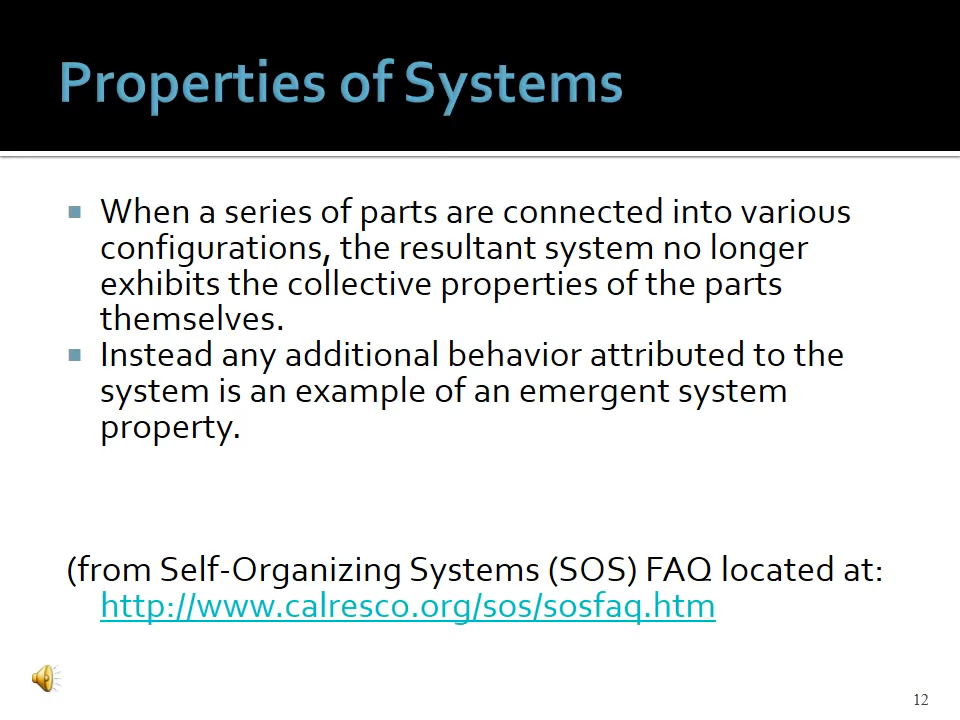 Properties of Systems
When a series of parts are connected into various
configurations, the resultant system no longer
exhibits the collective properties of the parts
themselves.
Instead any additional behavior attributed to the
system is an example of an emergent system
property.
(from Self-Organizing Systems (SOS) FAQ located at:
http://www.calresco.org/sos/sosfaq.htm
12